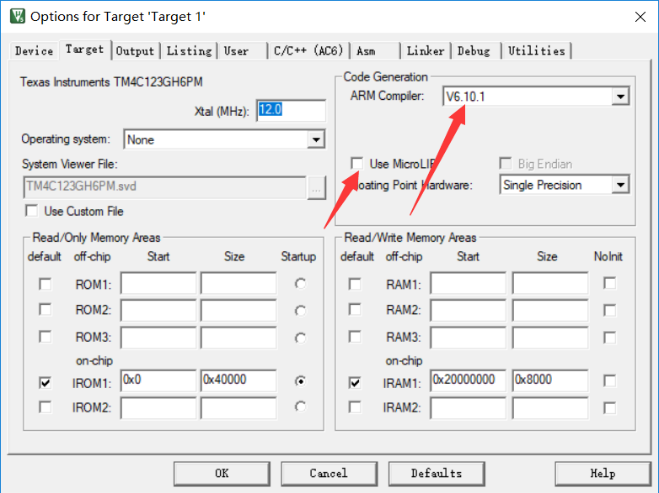 Options for Target 'Target 1'
Device Target Output Listing User C/C++ (AC6) Asm Linker Debug Utilities
Texas Instruments TM4C123GH6PM
Xtal (MHz): 12.0
Operating system: None
System Viewer File:
TM4C123GH6PM.svd ...
Use Custom File
Code Generation
ARM Compiler: V6.10.1
Use MicroLIB Big Endian
Floating Point Hardware: Single Precision
Read/Only Memory Areas
default off-chip Start Size Startup
ROM1:
ROM2:
ROM3:
on-chip
IROM1: 0x0 0x40000
IROM2:
Read/Write Memory Areas
default off-chip Start Size NoInit
RAM1:
RAM2:
RAM3:
on-chip
IRAM1: 0x20000000 0x8000
IRAM2:
OK Cancel Defaults Help